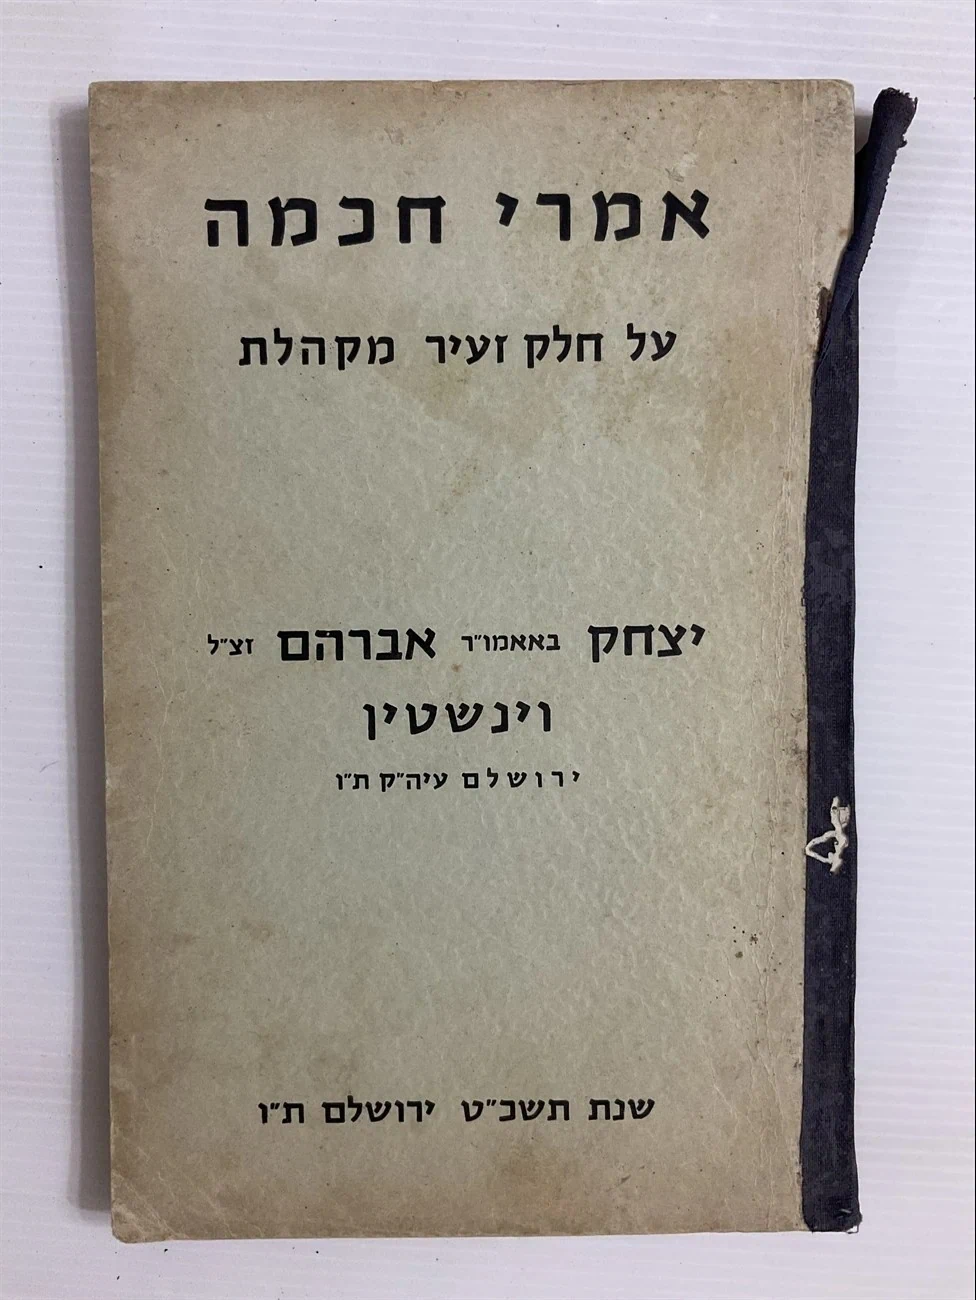 אמרי חכמה
על חלק זעיר מקהלת
יצחק באאמו״ר אברהם זצ״ל
וינשטין
ירושלם עיה״ק ת״ו
שנת תשכ״ט ירושלם ת״ו